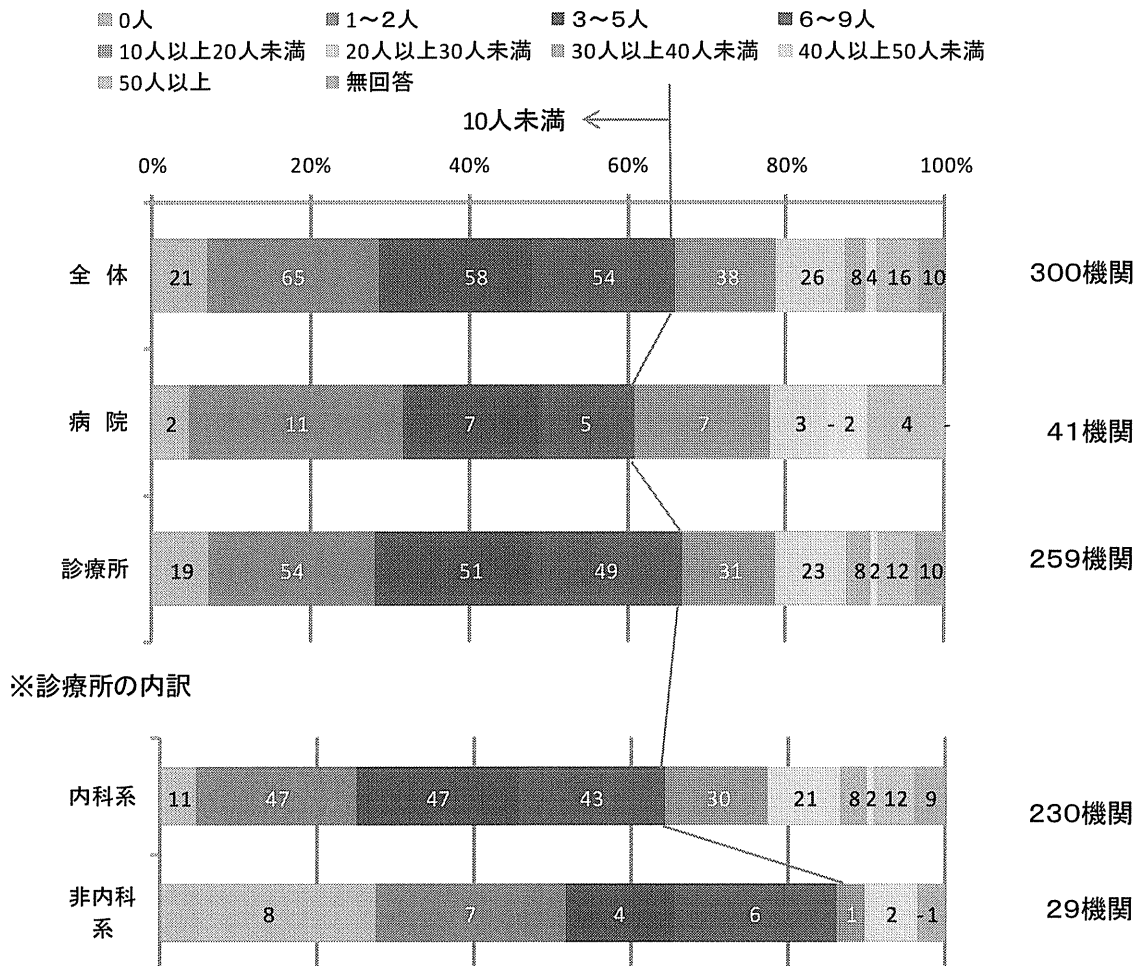 0人 1～2人 3～5人 6～9人
10人以上20人未満 20人以上30人未満 30人以上40人未満 40人以上50人未満
50人以上 無回答
10人未満
0% 20% 40% 60% 80% 100%
全 体 21 65 58 54 38 26 8 4 16 10 300機関
病 院 2 11 7 5 7 3 - 2 4 - 41機関
診療所 19 54 51 49 31 23 8 2 12 10 259機関
※診療所の内訳
内科系 11 47 47 43 30 21 8 2 12 9 230機関
非内科
系 8 7 4 6 1 2 - 1 29機関